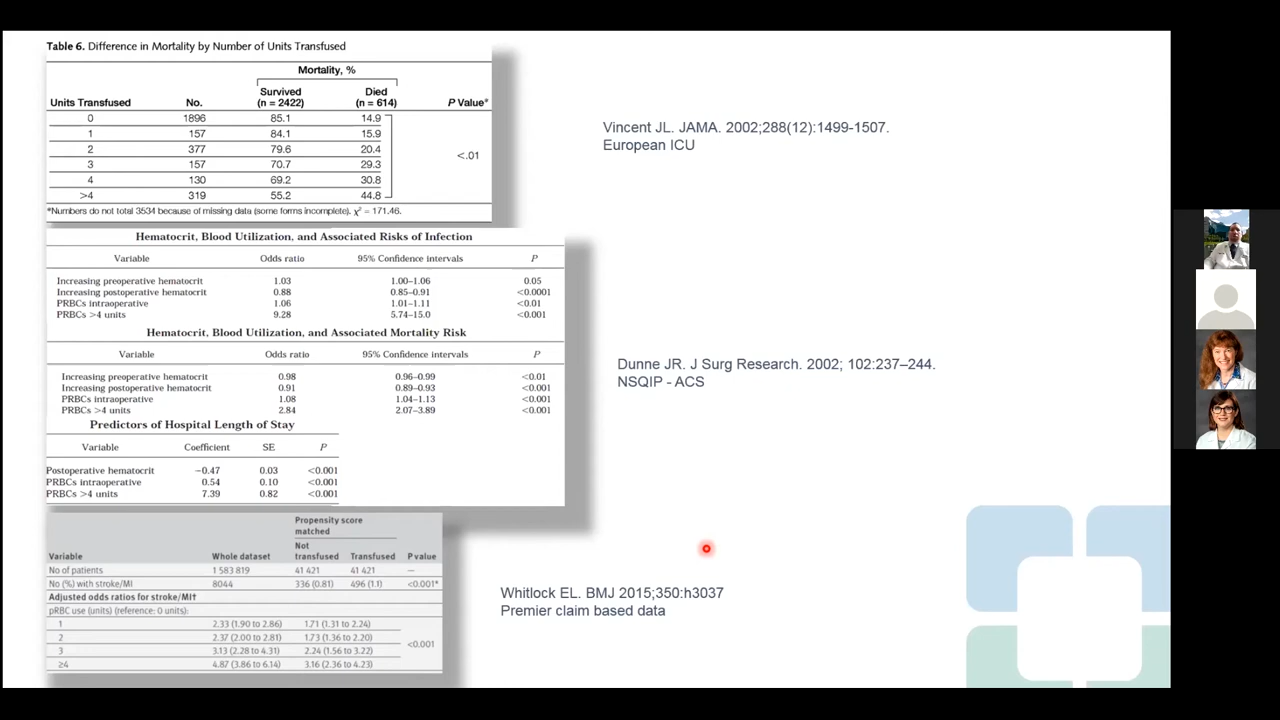 Table 6. Difference in Mortality by Number of Units Transfused
Mortality, %
Units Transfused No. Survived (n = 2422) Died (n = 614) P Value*
0 1896 85.1 14.9
1 157 84.1 15.9
2 377 79.6 20.4
3 157 70.7 29.3
4 130 69.2 30.8
>4 319 55.2 44.8
<.01
*Numbers do not total 3534 because of missing data (some forms incomplete). χ² = 171.46.
Vincent JL. JAMA. 2002;288(12):1499-1507.
European ICU
Hematocrit, Blood Utilization, and Associated Risks of Infection
Variable Odds ratio 95% Confidence intervals P
Increasing preoperative hematocrit 1.03 1.00–1.06 0.05
Increasing postoperative hematocrit 0.88 0.85–0.91 <0.0001
PRBCs intraoperative 1.06 1.01–1.11 <0.01
PRBCs >4 units 9.28 5.74–15.0 <0.001
Hematocrit, Blood Utilization, and Associated Mortality Risk
Variable Odds ratio 95% Confidence intervals P
Increasing preoperative hematocrit 0.98 0.96–0.99 <0.01
Increasing postoperative hematocrit 0.91 0.89–0.93 <0.001
PRBCs intraoperative 1.08 1.04–1.13 <0.001
PRBCs >4 units 2.84 2.07–3.89 <0.001
Predictors of Hospital Length of Stay
Variable Coefficient SE P
Postoperative hematocrit −0.47 0.03 <0.001
PRBCs intraoperative 0.54 0.10 <0.001
PRBCs >4 units 7.39 0.82 <0.001
Dunne JR. J Surg Research. 2002; 102:237–244.
NSQIP - ACS
Propensity score
matched
Variable Whole dataset Not transfused Transfused P value
No of patients 1 583 819 41 421 41 421 —
No (%) with stroke/MI 8044 336 (0.81) 496 (1.1) <0.001*
Adjusted odds ratios for stroke/MI†
pRBC use (units) (reference: 0 units):
1 2.33 (1.90 to 2.86) 1.71 (1.31 to 2.24)
2 2.37 (2.00 to 2.81) 1.73 (1.36 to 2.20)
3 3.13 (2.28 to 4.31) 2.24 (1.56 to 3.22)
≥4 4.87 (3.86 to 6.14) 3.16 (2.36 to 4.23)
<0.001
Whitlock EL. BMJ 2015;350:h3037
Premier claim based data